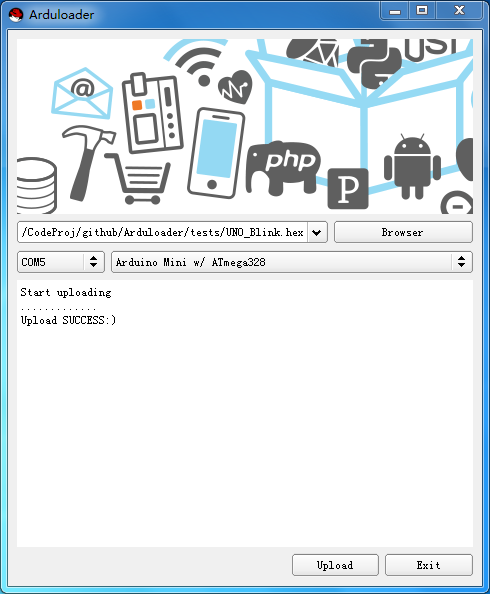 Arduloader
USI
@
php
P
/CodeProj/github/Arduloader/tests/UNO_Blink.hex
Browser
COM5
Arduino Mini w/ ATmega328
Start uploading
.............
Upload SUCCESS:)
Upload
Exit